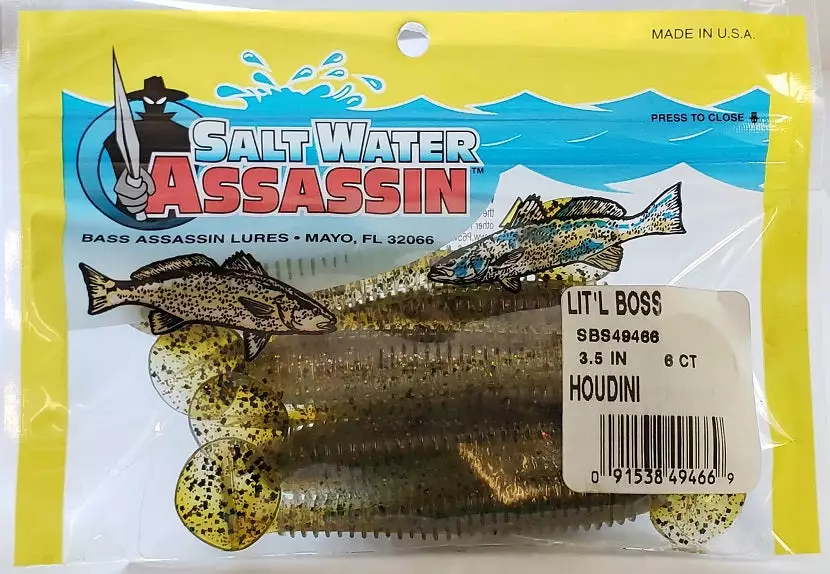 MADE IN U.S.A.
PRESS TO CLOSE
SALT WATER
ASSASSIN™
BASS ASSASSIN LURES • MAYO, FL 32066
LIT'L BOSS
SBS49466
3.5 IN 6 CT
HOUDINI
0 91538 49466 9